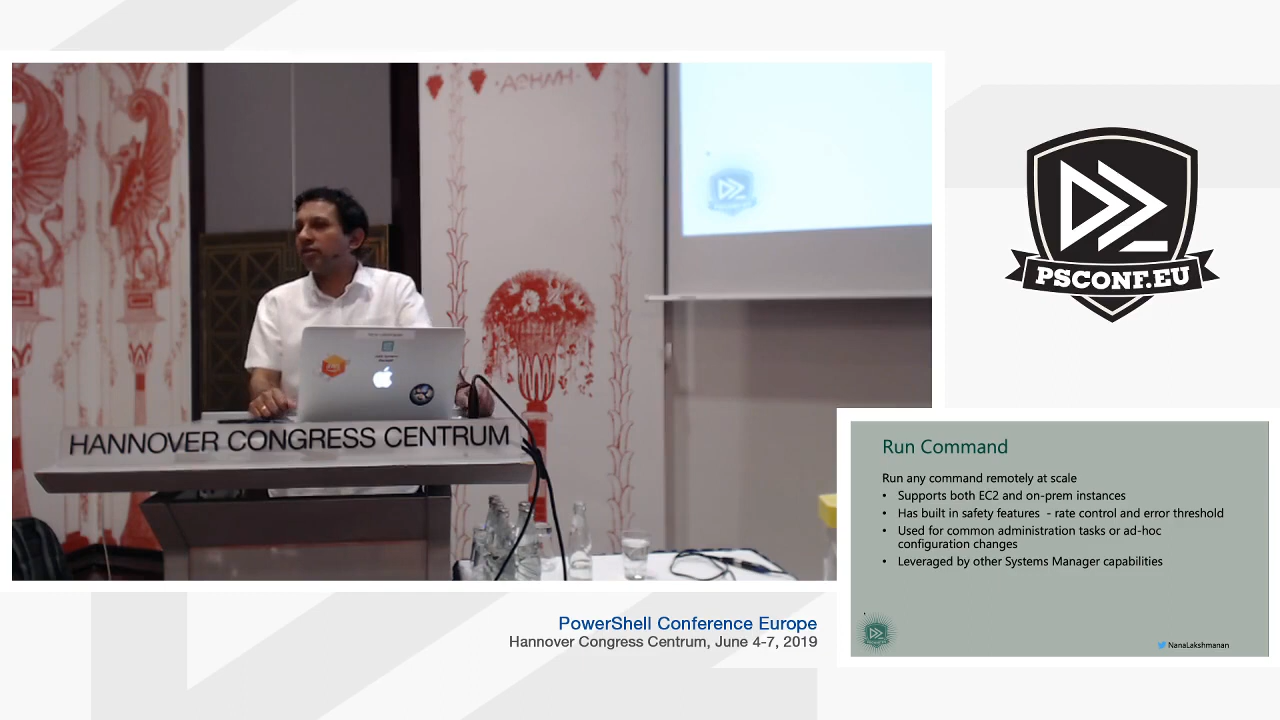 HANNOVER CONGRESS CENTRUM
PSCONF.EU
Run Command
Run any command remotely at scale
• Supports both EC2 and on-prem instances
• Has built in safety features - rate control and error threshold
• Used for common administration tasks or ad-hoc
configuration changes
• Leveraged by other Systems Manager capabilities
NanaLakshmanan
PowerShell Conference Europe
Hannover Congress Centrum, June 4-7, 2019